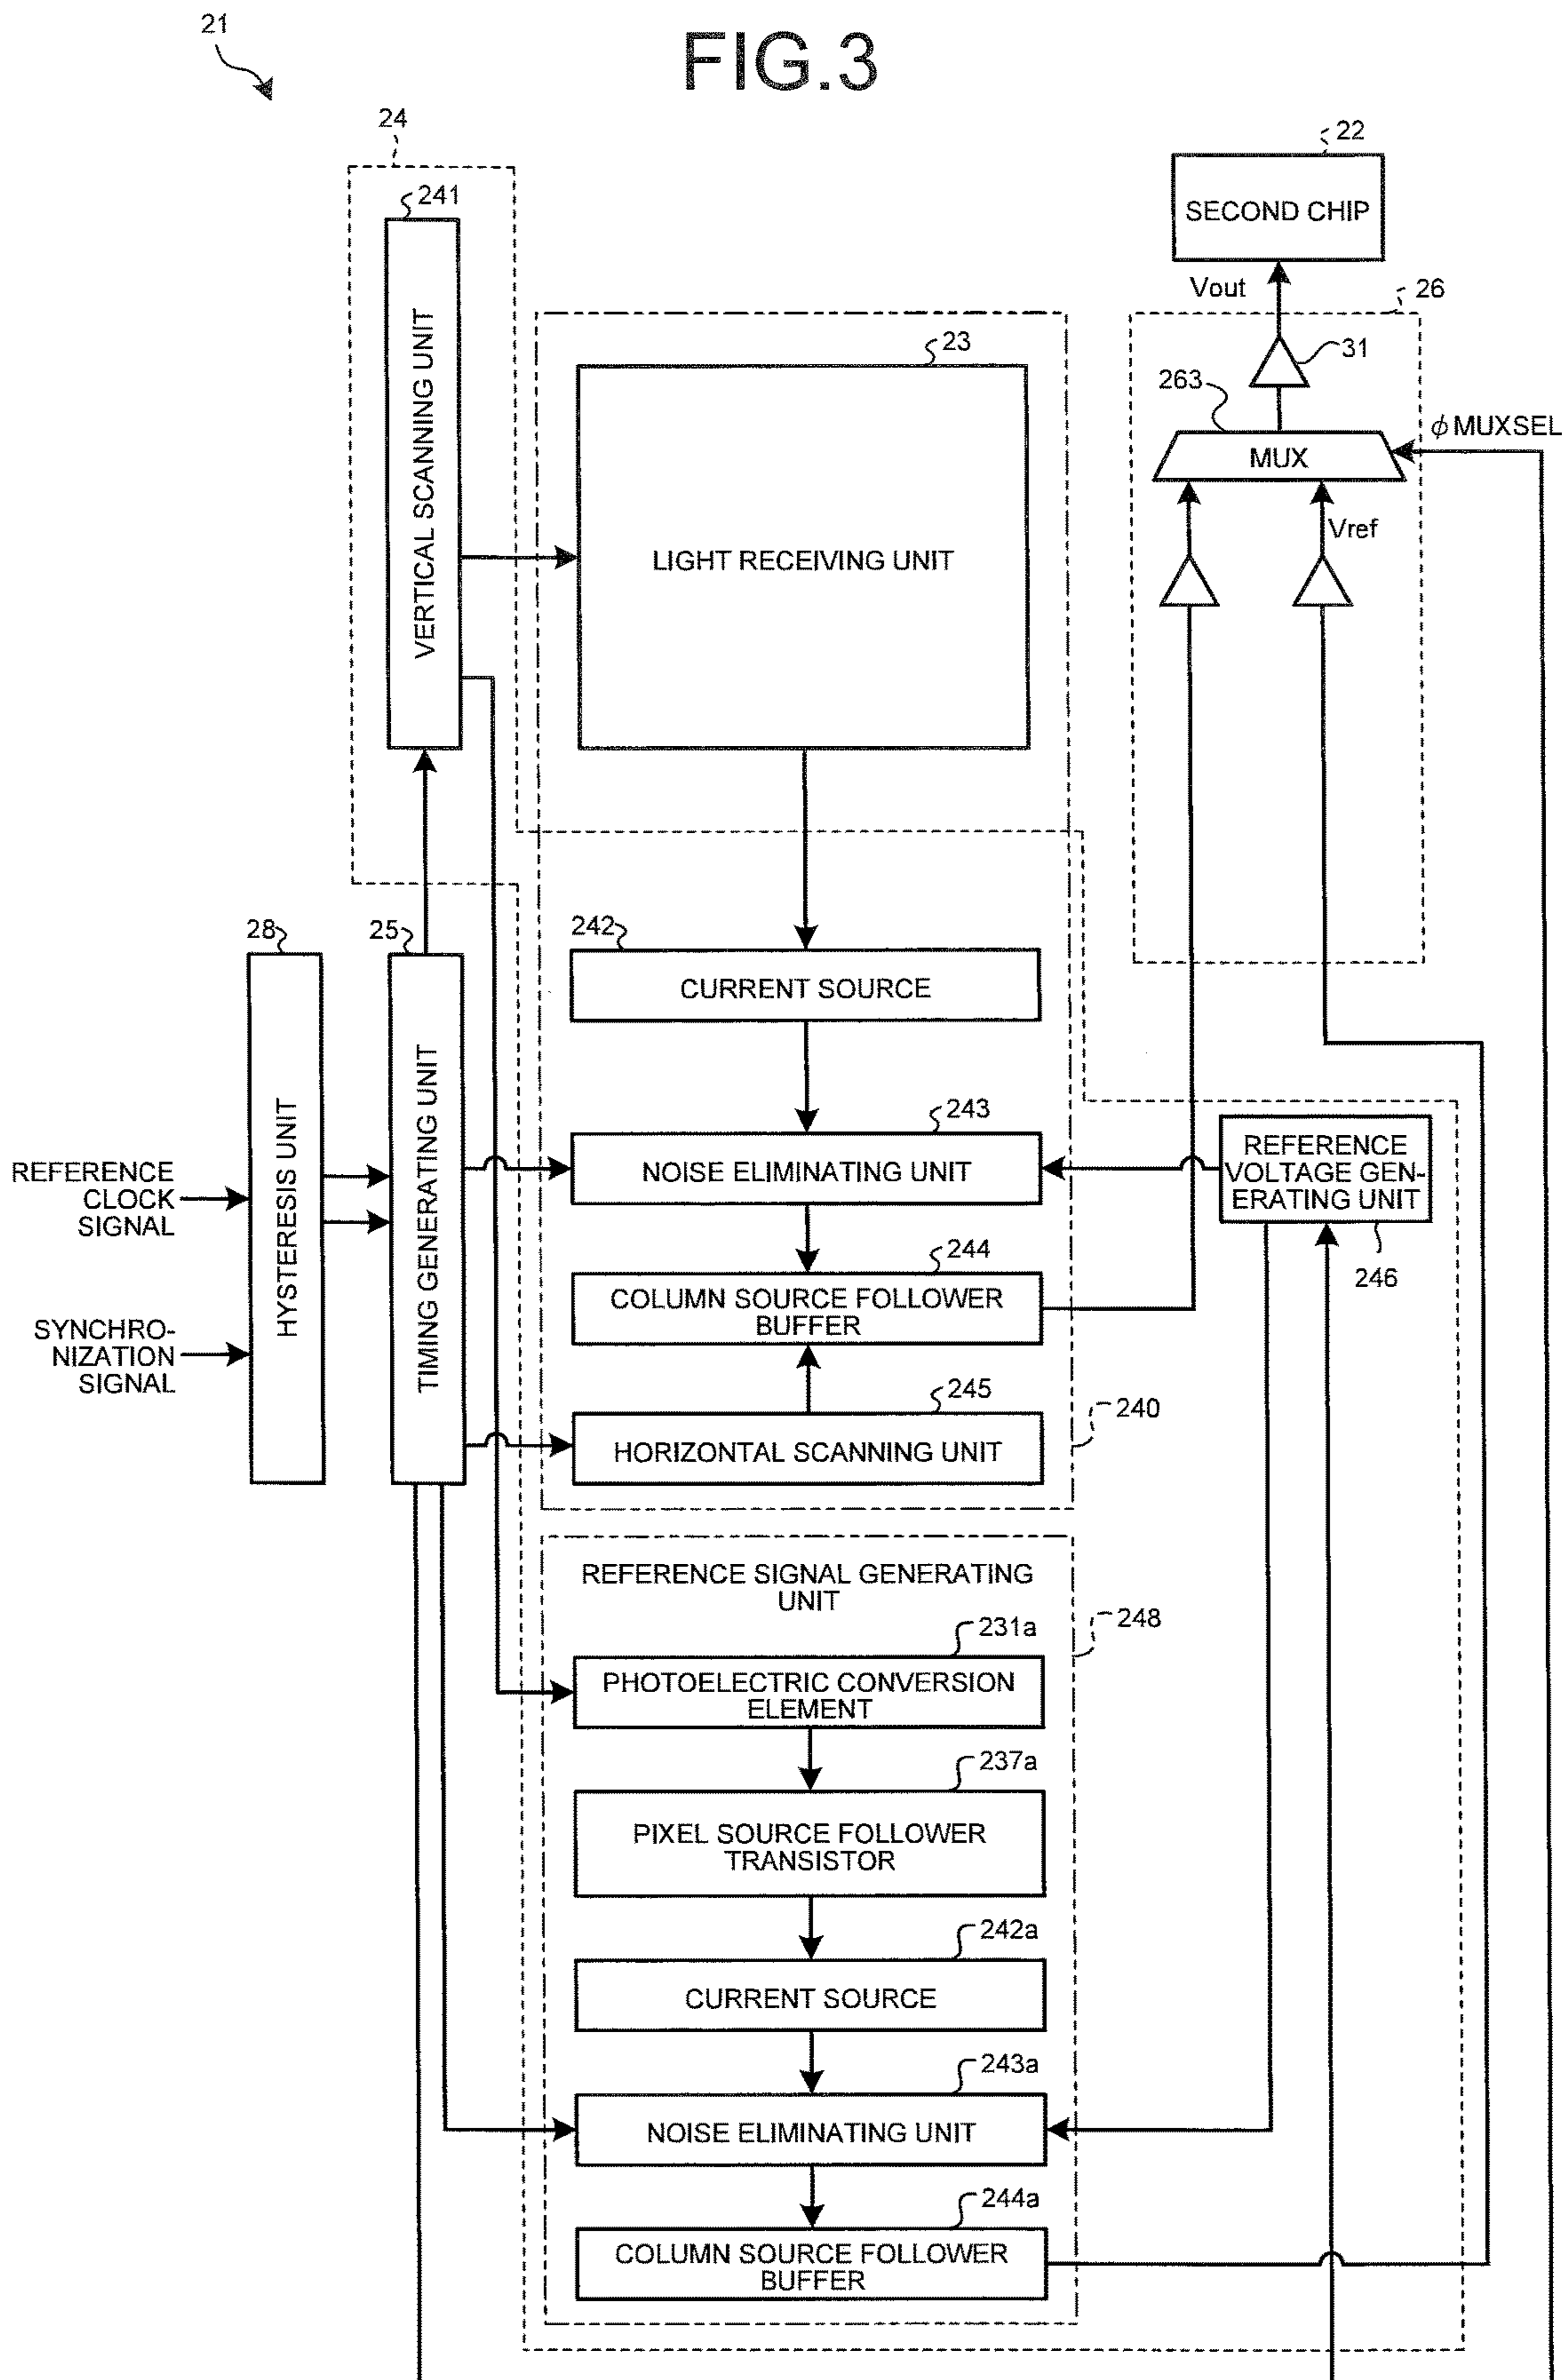 FIG.3
21
24
22
241
SECOND CHIP
Vout
26
VERTICAL SCANNING UNIT
23
31
263
φ MUXSEL
MUX
Vref
LIGHT RECEIVING UNIT
28
25
242
CURRENT SOURCE
HYSTERESIS UNIT
TIMING GENERATING UNIT
243
NOISE ELIMINATING UNIT
REFERENCE
VOLTAGE GEN-
ERATING UNIT
246
REFERENCE
CLOCK
SIGNAL
244
COLUMN SOURCE FOLLOWER
BUFFER
SYNCHRO-
NIZATION
SIGNAL
245
HORIZONTAL SCANNING UNIT
240
REFERENCE SIGNAL GENERATING
UNIT
248
231a
PHOTOELECTRIC CONVERSION
ELEMENT
237a
PIXEL SOURCE FOLLOWER
TRANSISTOR
242a
CURRENT SOURCE
243a
NOISE ELIMINATING UNIT
244a
COLUMN SOURCE FOLLOWER
BUFFER